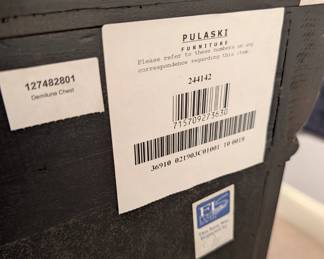 PULASKI
FURNITURE
Please refer to these numbers on any
correspondence regarding this item.
244142
715709273630
36910 021903C01001 10 0019
127482801
Demilune Chest